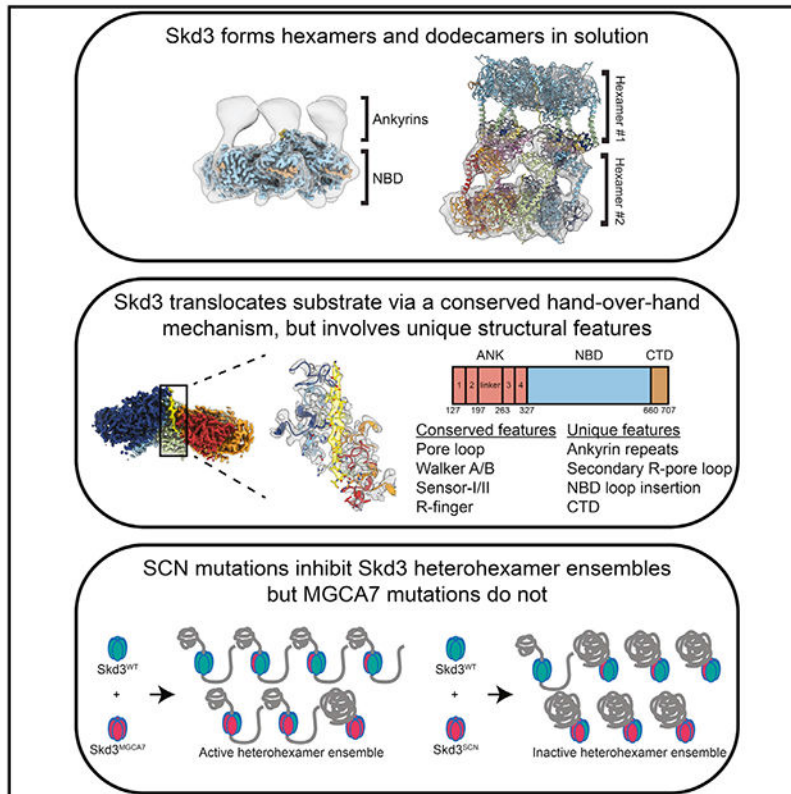 Skd3 forms hexamers and dodecamers in solution
Ankyrins
NBD
Hexamer #1
Hexamer #2
Skd3 translocates substrate via a conserved hand-over-hand
mechanism, but involves unique structural features
ANK NBD CTD
1 2 linker 3 4
127 197 263 327 660 707
Conserved features Unique features
Pore loop Ankyrin repeats
Walker A/B Secondary R-pore loop
Sensor-I/II NBD loop insertion
R-finger CTD
SCN mutations inhibit Skd3 heterohexamer ensembles
but MGCA7 mutations do not
Skd3WT Skd3WT
+ +
Skd3MGCA7 Skd3SCN
Active heterohexamer ensemble Inactive heterohexamer ensemble